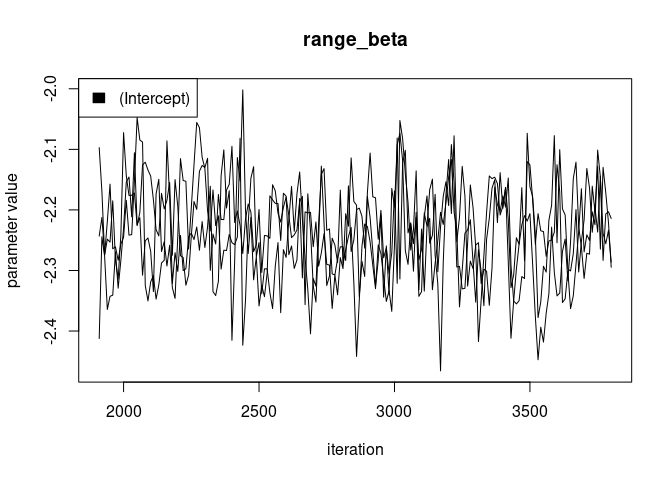 range_beta
(Intercept)
parameter value
-2.0
-2.1
-2.2
-2.3
-2.4
2000 2500 3000 3500
iteration